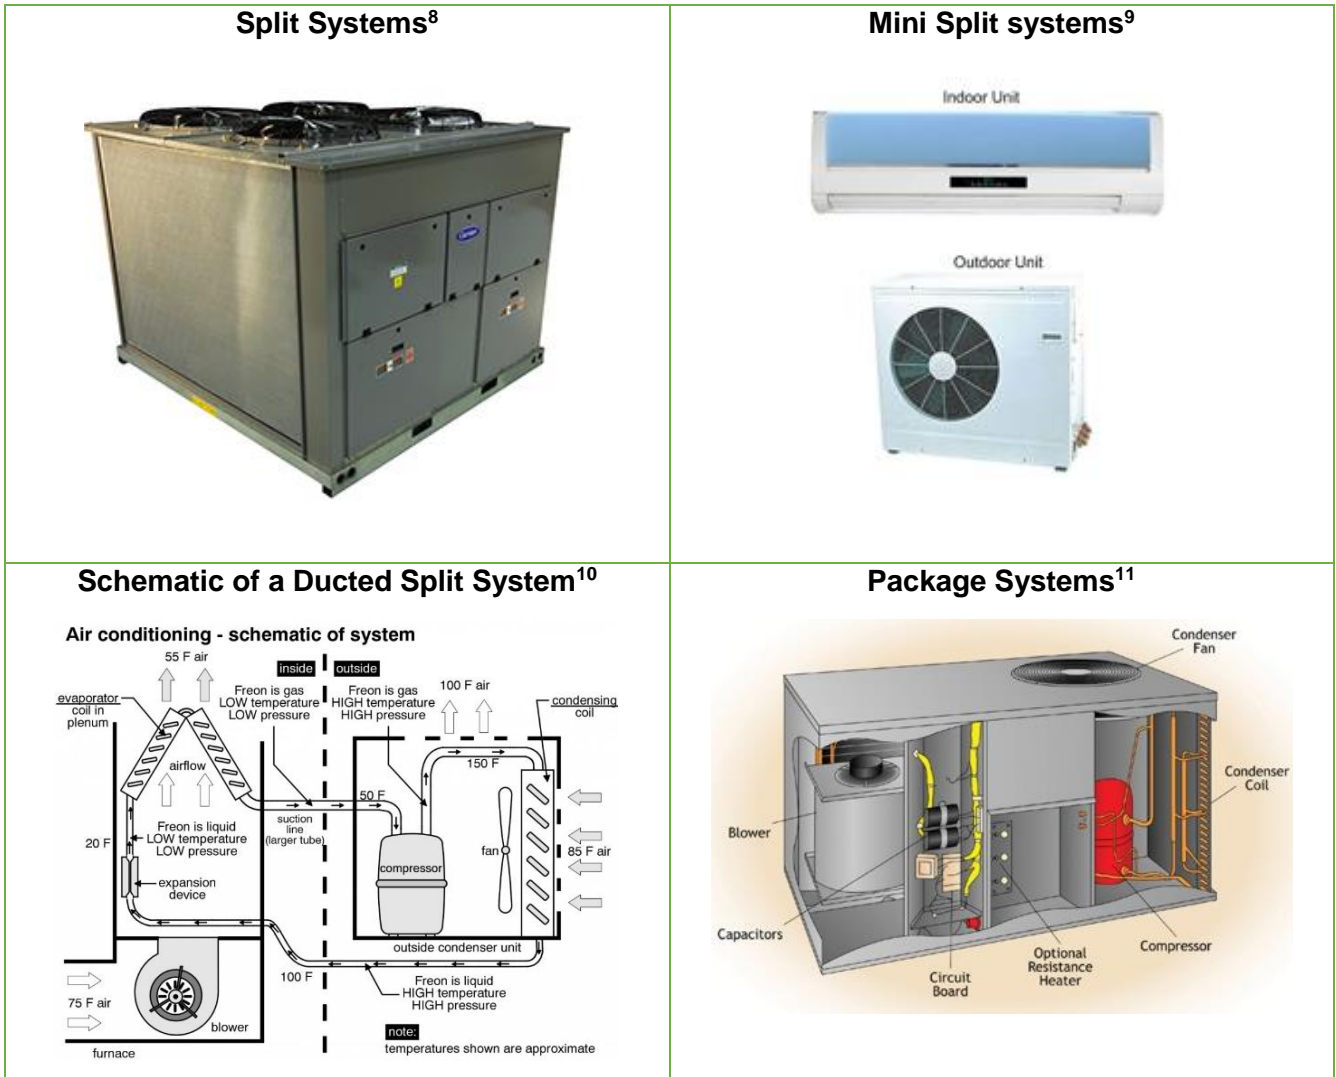 Split Systems8
Mini Split systems9
Carrier
Indoor Unit
Outdoor Unit
Schematic of a Ducted Split System10
Air conditioning - schematic of system
55 F air
inside
outside
evaporator
coil in
plenum
Freon is gas
LOW temperature
LOW pressure
Freon is gas
HIGH temperature
HIGH pressure
100 F air
condensing
coil
airflow
150 F
50 F
suction
line
(larger tube)
20 F
Freon is liquid
LOW temperature
LOW pressure
compressor
fan
85 F air
expansion
device
outside condenser unit
100 F
Freon is liquid
HIGH temperature
HIGH pressure
75 F air
blower
furnace
note:
temperatures shown are approximate
Package Systems11
Condenser
Fan
Condenser
Coil
Blower
Capacitors
Circuit
Board
Optional
Resistance
Heater
Compressor